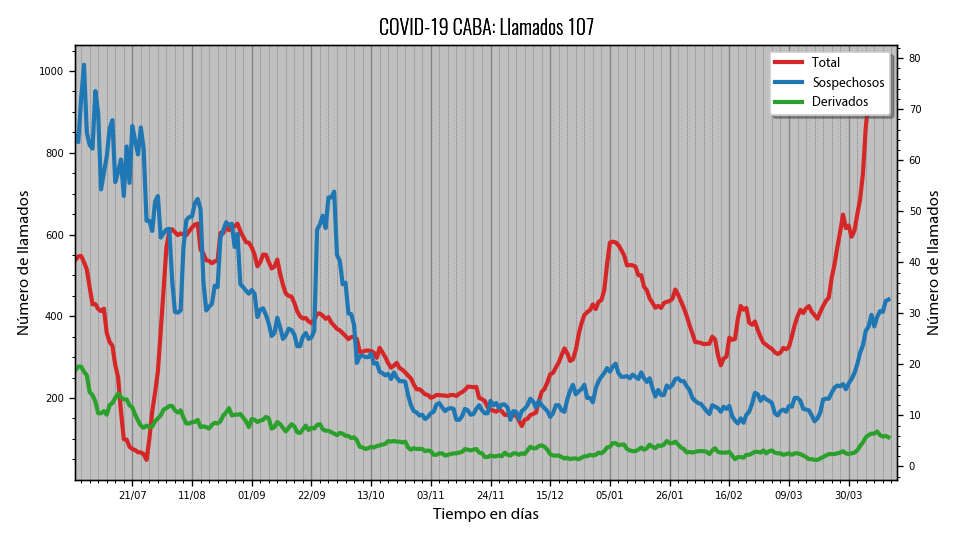 COVID-19 CABA: Llamados 107
Total
Sospechosos
Derivados
Número de llamados
1000
800
600
400
200
80
70
60
50
40
30
20
10
0
Número de llamados
21/07 11/08 01/09 22/09 13/10 03/11 24/11 15/12 05/01 26/01 16/02 09/03 30/03
Tiempo en días